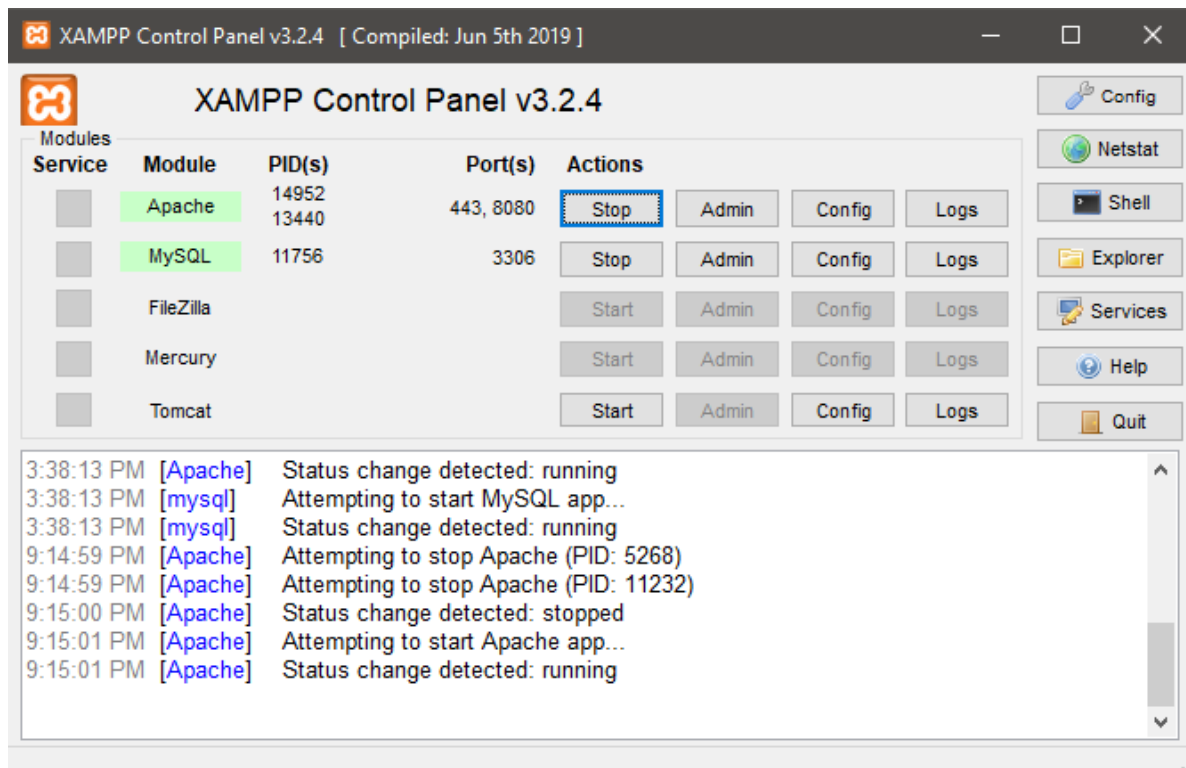 XAMPP Control Panel v3.2.4 [ Compiled: Jun 5th 2019 ]
XAMPP Control Panel v3.2.4
Config
Modules
Netstat
Service Module PID(s) Port(s) Actions
Apache 14952 13440 443, 8080 Stop Admin Config Logs
Shell
MySQL 11756 3306 Stop Admin Config Logs
Explorer
FileZilla Start Admin Config Logs
Services
Mercury Start Admin Config Logs
Help
Tomcat Start Admin Config Logs
Quit
3:38:13 PM [Apache] Status change detected: running
3:38:13 PM [mysql] Attempting to start MySQL app...
3:38:13 PM [mysql] Status change detected: running
9:14:59 PM [Apache] Attempting to stop Apache (PID: 5268)
9:14:59 PM [Apache] Attempting to stop Apache (PID: 11232)
9:15:00 PM [Apache] Status change detected: stopped
9:15:01 PM [Apache] Attempting to start Apache app...
9:15:01 PM [Apache] Status change detected: running